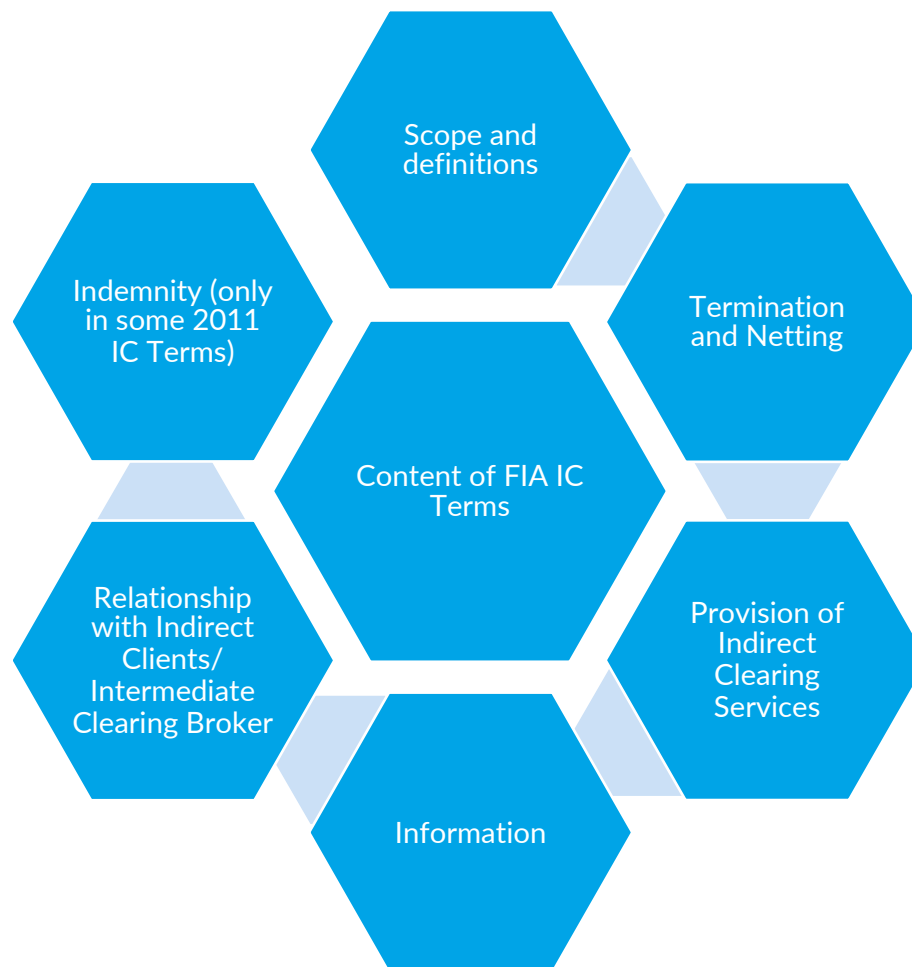 Scope and
definitions
Termination
and Netting
Provision of
Indirect
Clearing
Services
Information
Relationship
with Indirect
Clients/
Intermediate
Clearing Broker
Indemnity (only
in some 2011
IC Terms)
Content of FIA IC
Terms